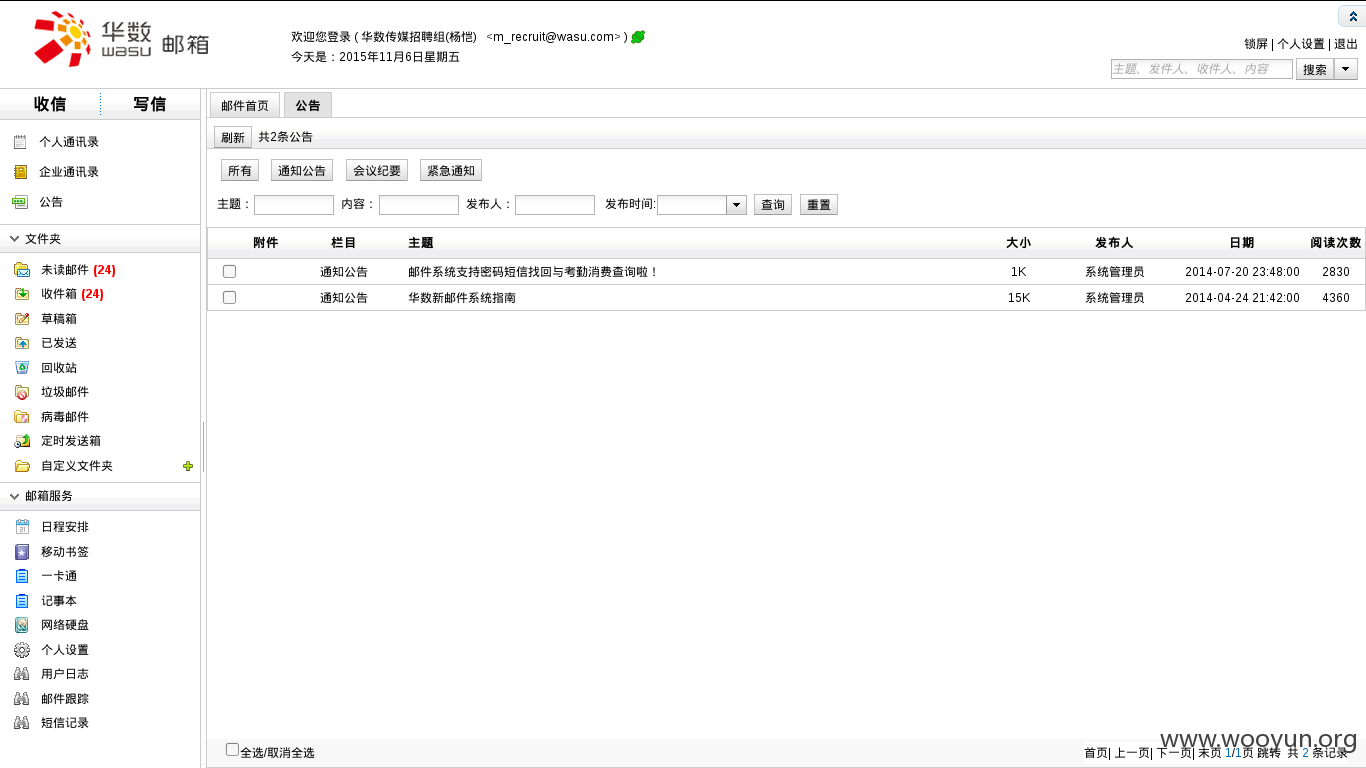 华数 wasu 邮箱
欢迎您登录 ( 华数传媒招聘组(杨恺) <m_recruit@wasu.com> )
今天是：2015年11月6日星期五
锁屏 | 个人设置 | 退出
主题、发件人、收件人、内容 搜索
收信 写信
个人通讯录
企业通讯录
公告
文件夹
未读邮件 (24)
收件箱 (24)
草稿箱
已发送
回收站
垃圾邮件
病毒邮件
定时发送箱
自定义文件夹
邮箱服务
日程安排
移动书签
一卡通
记事本
网络硬盘
个人设置
用户日志
邮件跟踪
短信记录
邮件首页 公告
刷新 共2条公告
所有 通知公告 会议纪要 紧急通知
主题： 内容： 发布人： 发布时间: 查询 重置
附件 栏目 主题 大小 发布人 日期 阅读次数
通知公告 邮件系统支持密码短信找回与考勤消费查询啦！ 1K 系统管理员 2014-07-20 23:48:00 2830
通知公告 华数新邮件系统指南 15K 系统管理员 2014-04-24 21:42:00 4360
全选/取消全选
首页| 上一页| 下一页| 末页 1/1页 跳转 共 2 条记录
www.wooyun.org